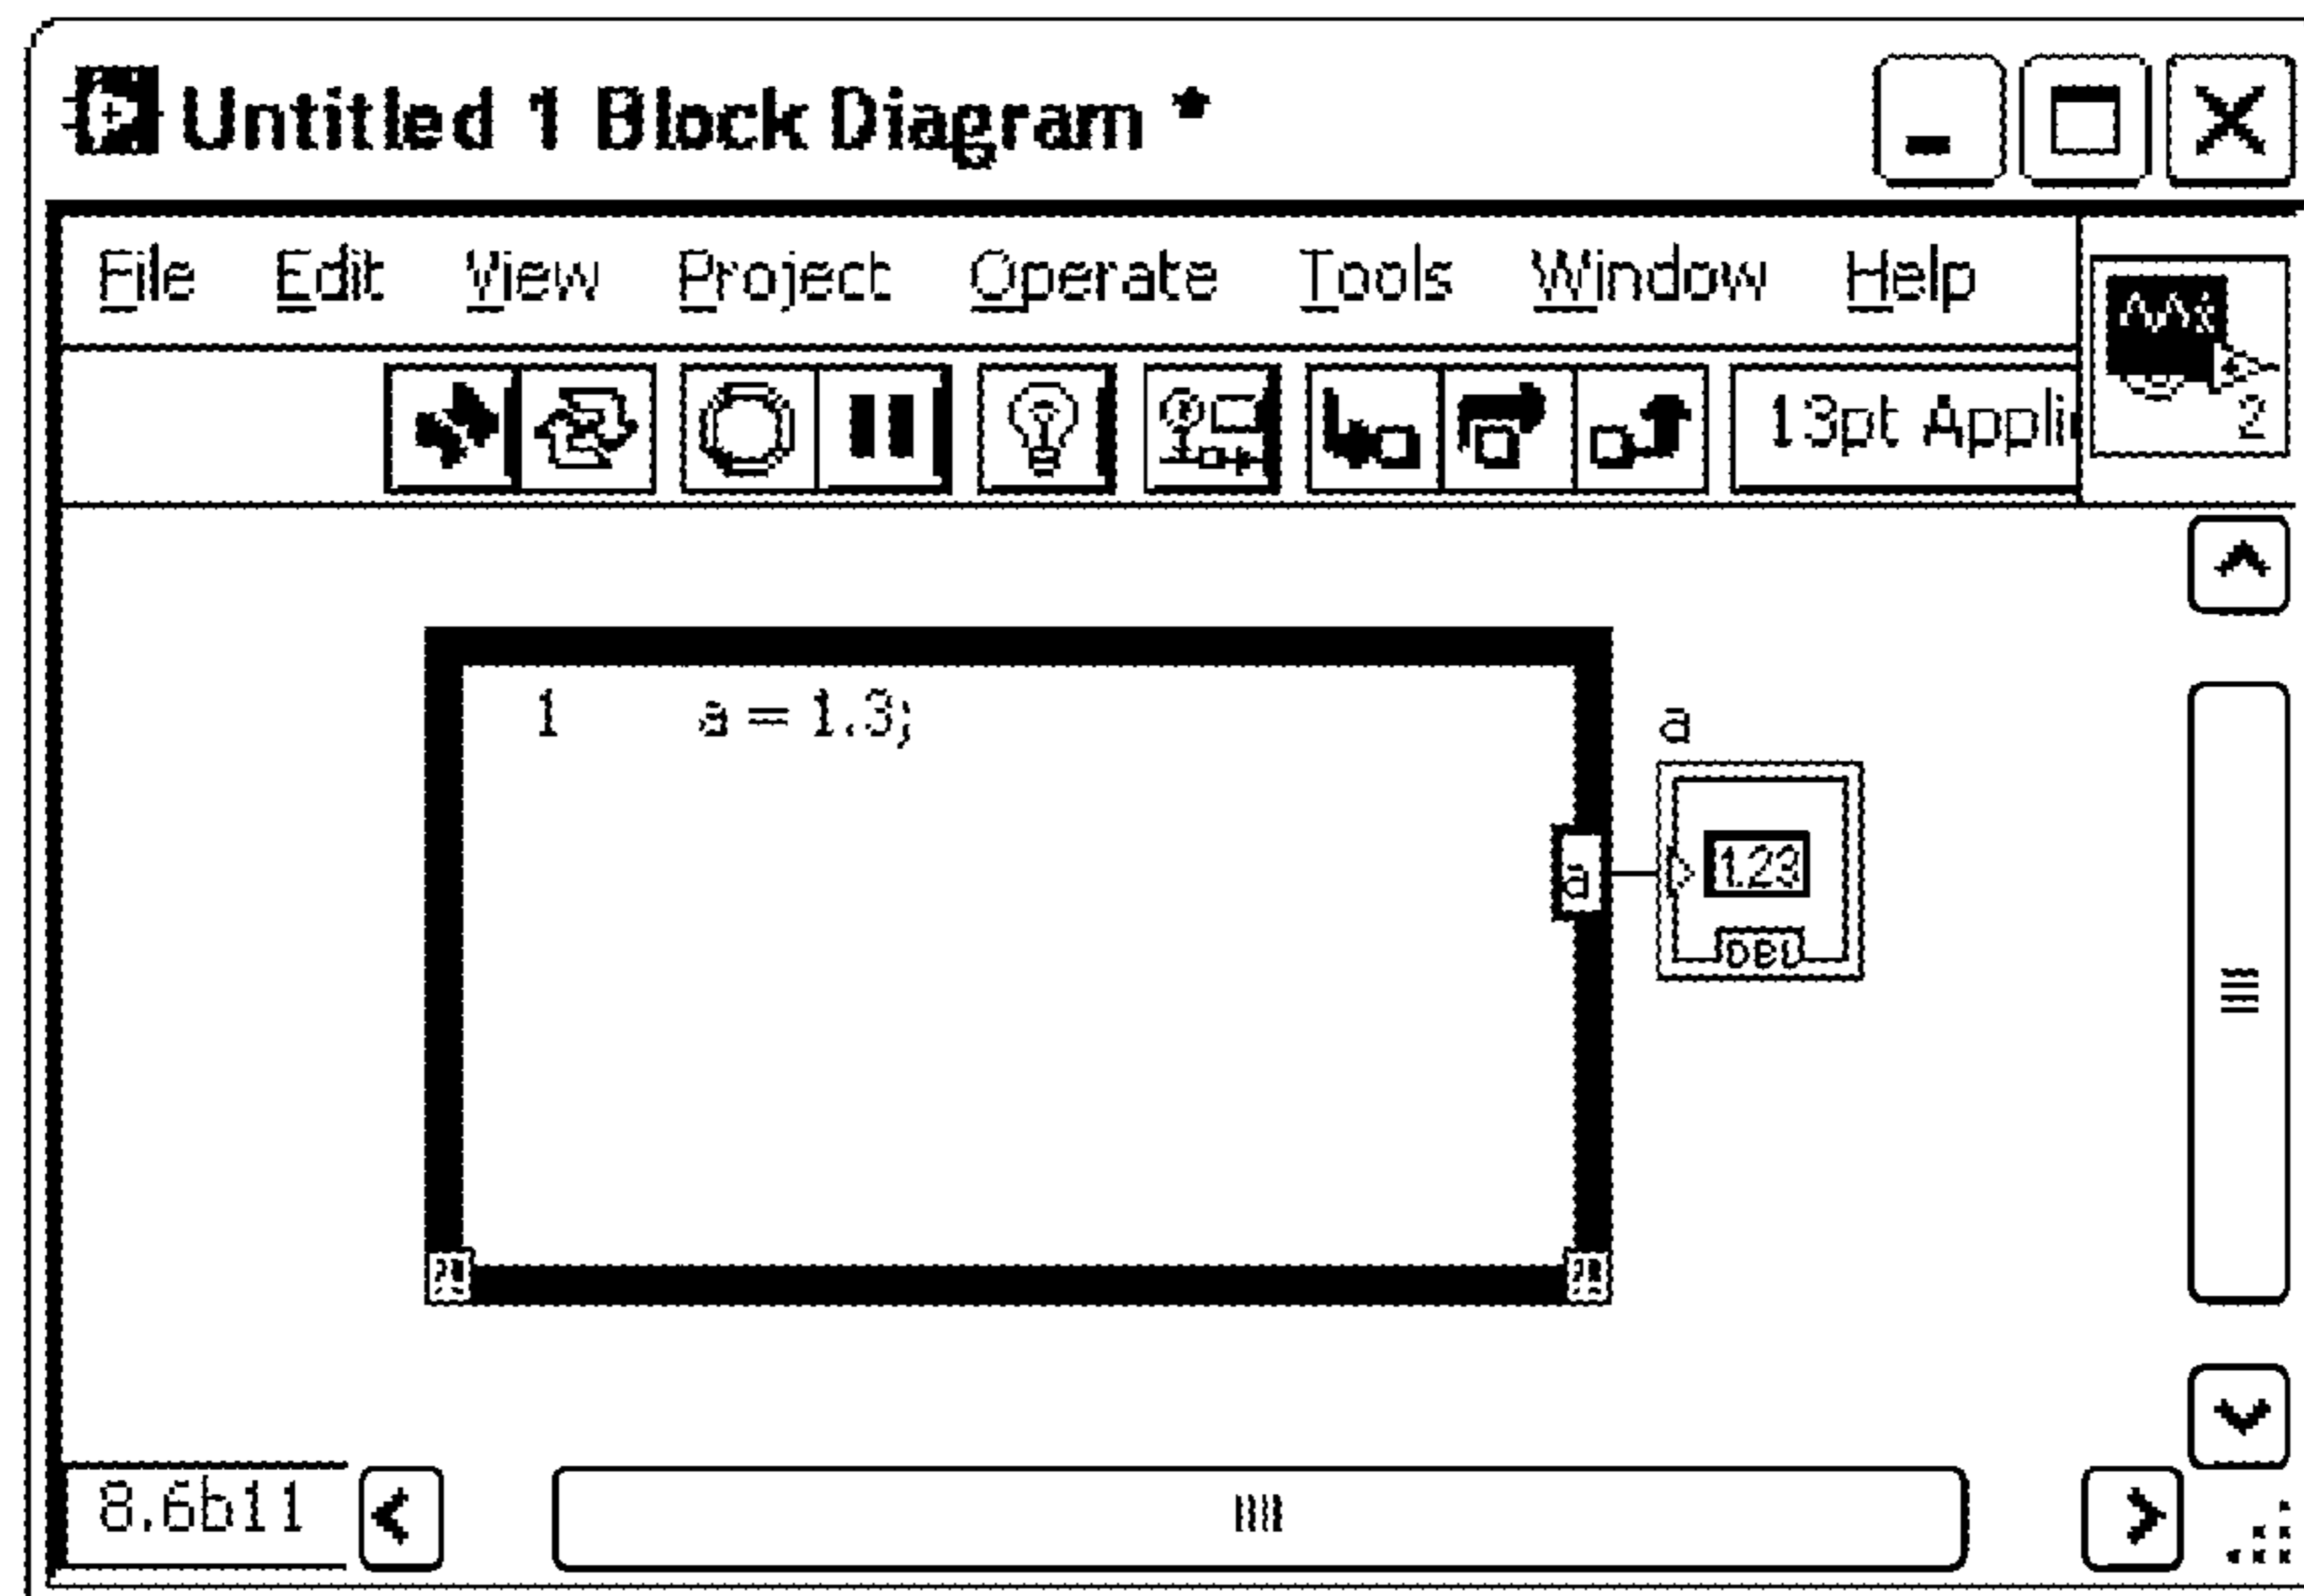 Untitled 1 Block Diagram *
File Edit View Project Operate Tools Window Help
2
13pt Appli
1 a = 1.3;
a
a
1.23
DBL
8.6b11